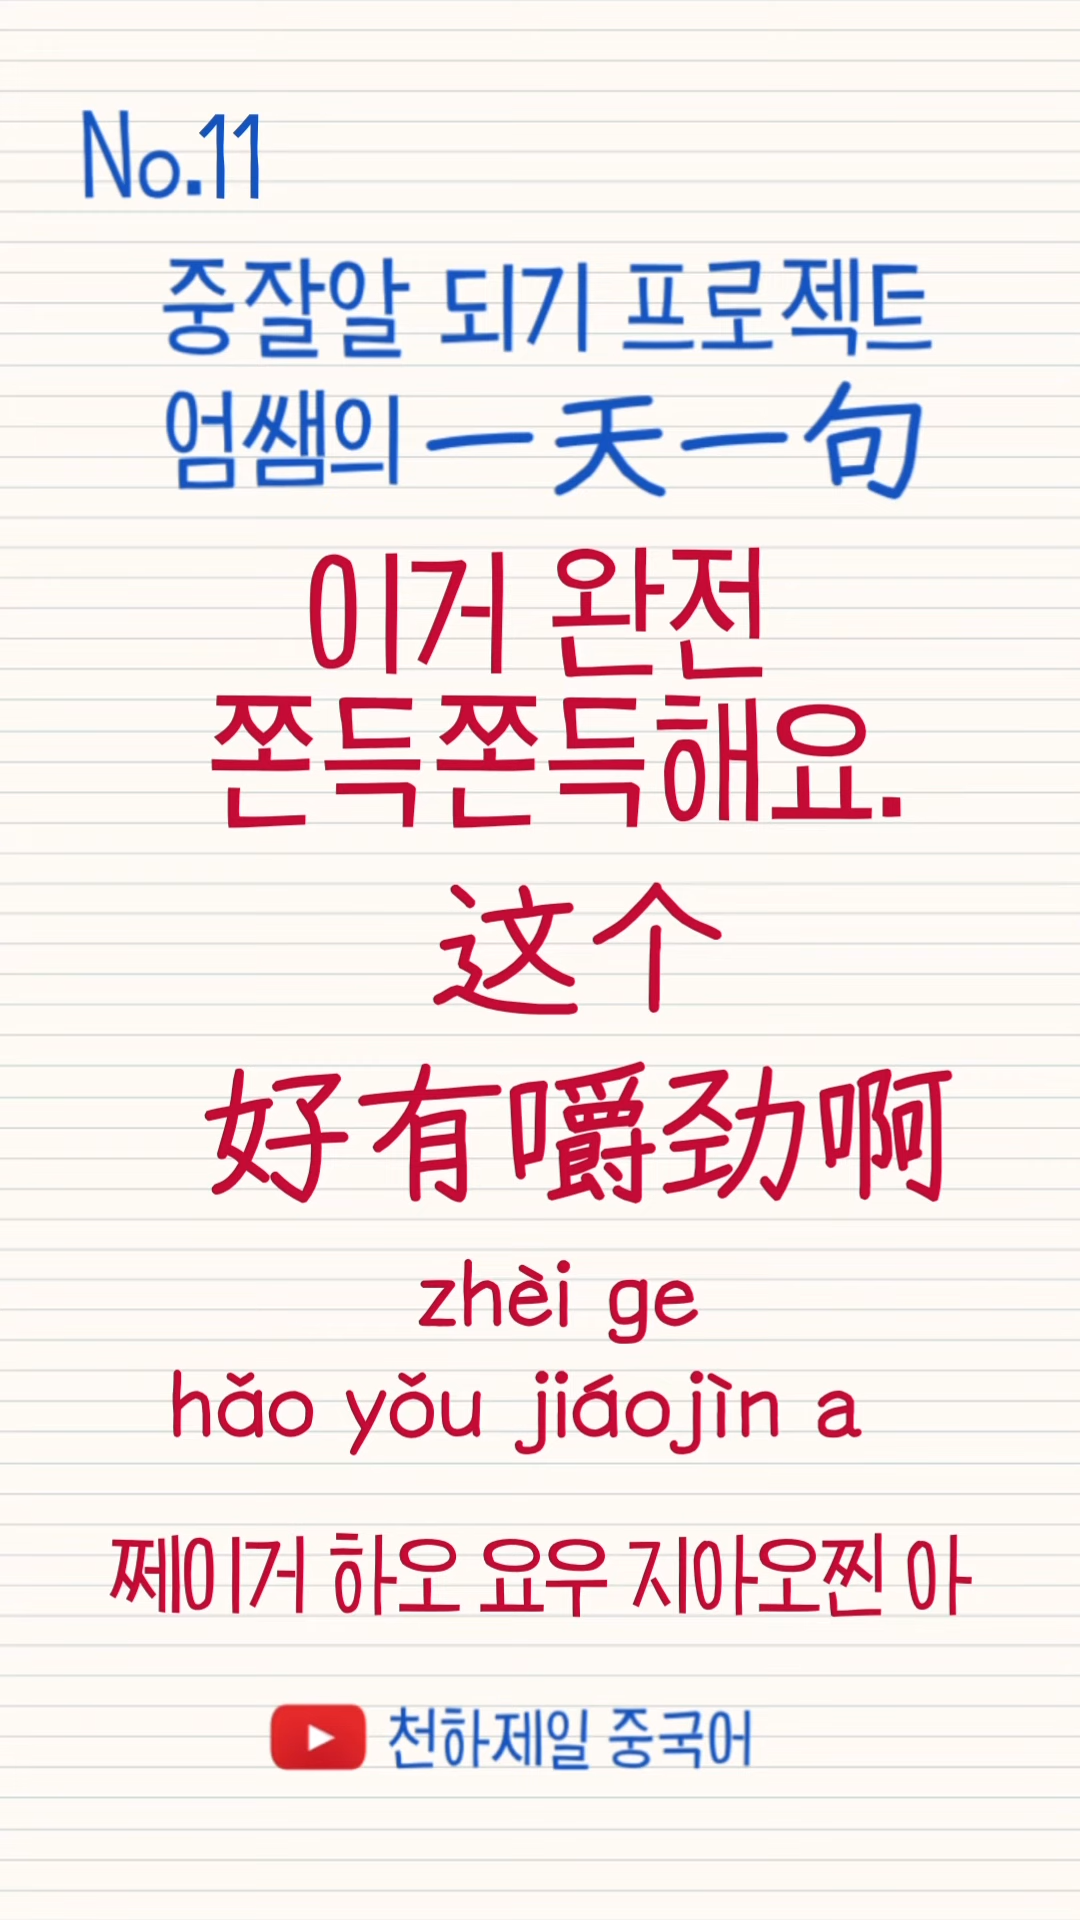 No.11
중잘알 되기 프로젝트
엄쌤의 一天一句
이거 완전
쫀득쫀득해요.
这个
好有嚼劲啊
zhèi ge
hǎo yǒu jiáojìn a
쩨이거 하오 요우 지아오찐 아
천하제일 중국어